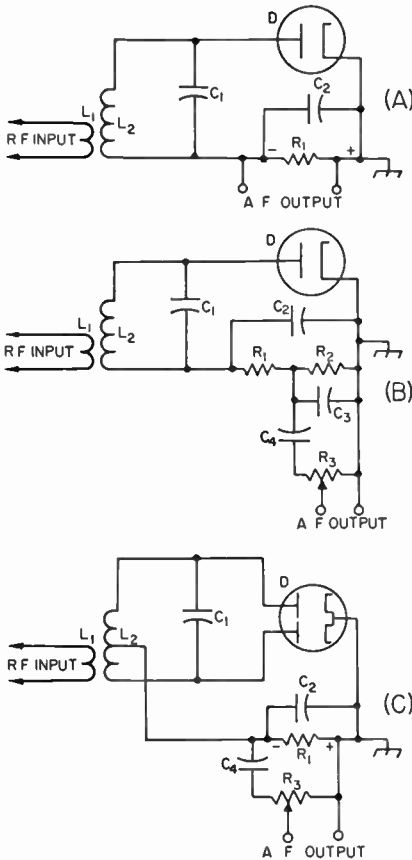 D
(A)
C1
C2
L1 L2
RF INPUT
- R1 +
A F OUTPUT
D
(B)
C1
C2
L1 L2
RF INPUT
R1 R2
C3
C4
R3
A F OUTPUT
D
C1
L1 L2
RF INPUT
(C)
C2
- R1 +
C4
R3
A F OUTPUT